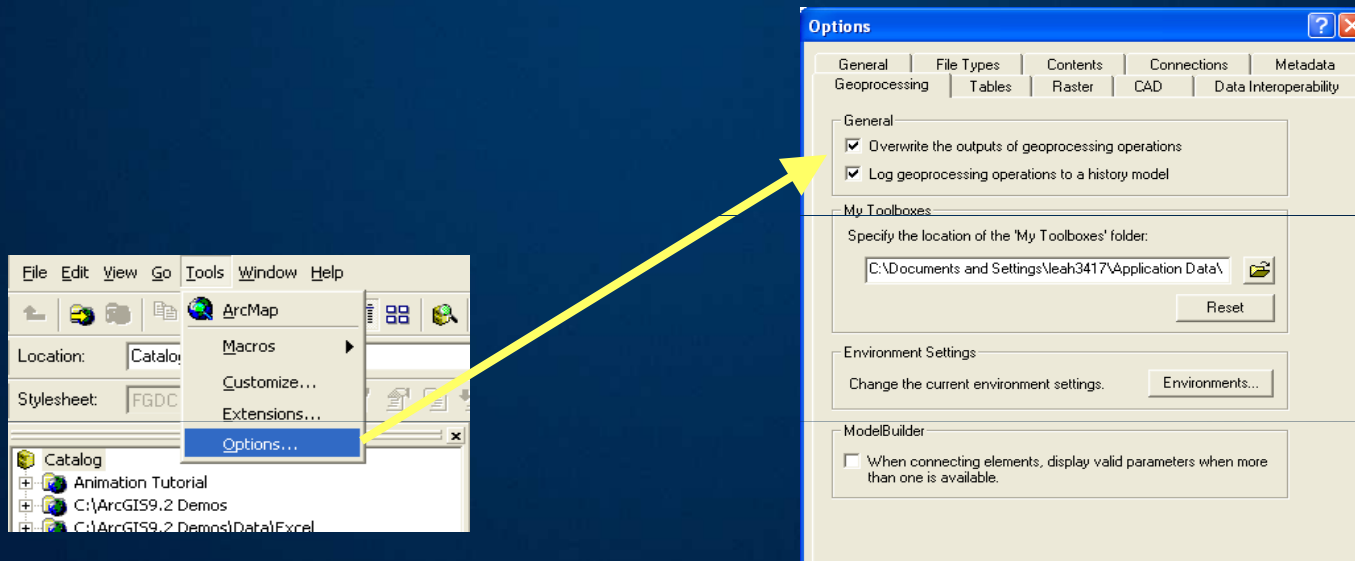 Options
General File Types Contents Connections Metadata
Geoprocessing Tables Raster CAD Data Interoperability
General
Overwrite the outputs of geoprocessing operations
Log geoprocessing operations to a history model
My Toolboxes
Specify the location of the 'My Toolboxes' folder:
C:\Documents and Settings\leah3417\Application Data\
Reset
Environment Settings
Change the current environment settings. Environments...
ModelBuilder
When connecting elements, display valid parameters when more
than one is available.
File Edit View Go Tools Window Help
ArcMap
Macros
Location: Catalog
Customize...
Stylesheet: FGDC
Extensions...
Options...
Catalog
Animation Tutorial
C:\ArcGIS9.2 Demos
C:\ArcGIS9.2 Demos\Data\Excel